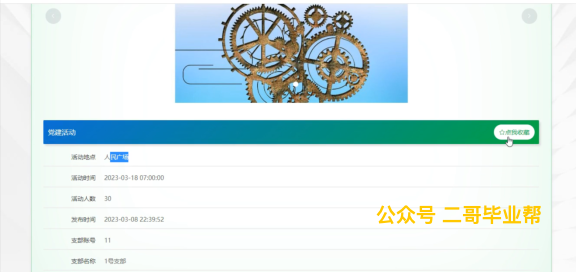 党建活动
☆点我收藏
活动地点 人民广场
活动时间 2023-03-18 07:00:00
活动人数 30
发布时间 2023-03-08 22:39:52
支部账号 11
支部名称 1号支部
公众号 二哥毕业帮